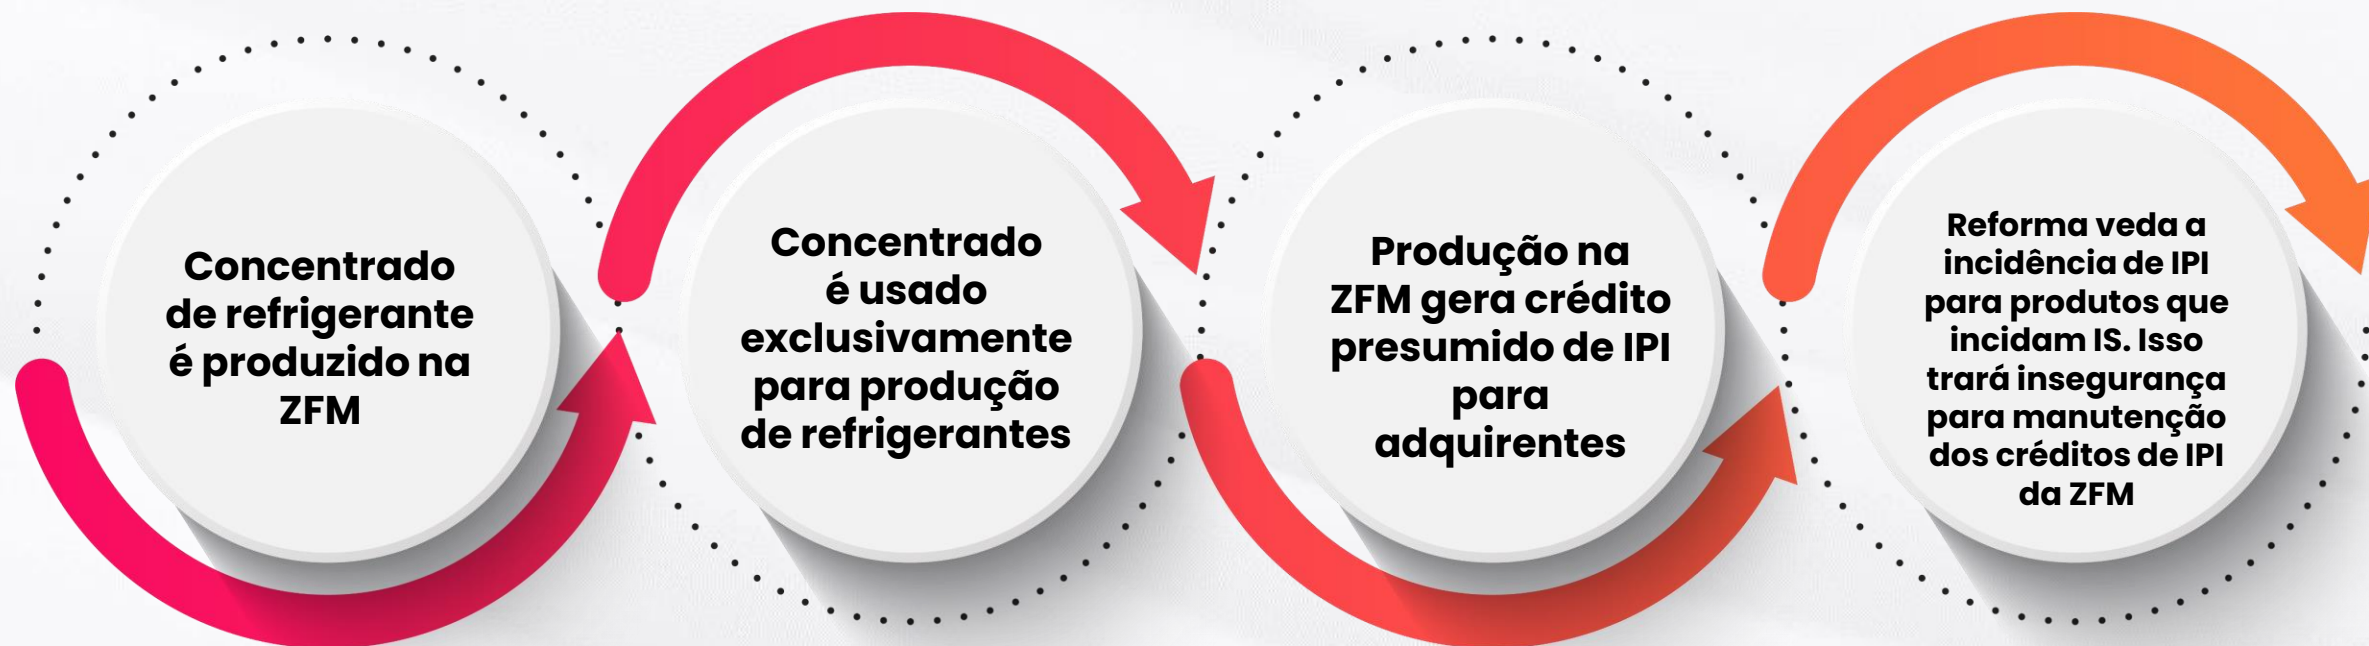 Concentrado
de refrigerante
é produzido na
ZFM
Concentrado
é usado
exclusivamente
para produção
de refrigerantes
Produção na
ZFM gera crédito
presumido de IPI
para
adquirentes
Reforma veda a
incidência de IPI
para produtos que
incidam IS. Isso
trará insegurança
para manutenção
dos créditos de IPI
da ZFM